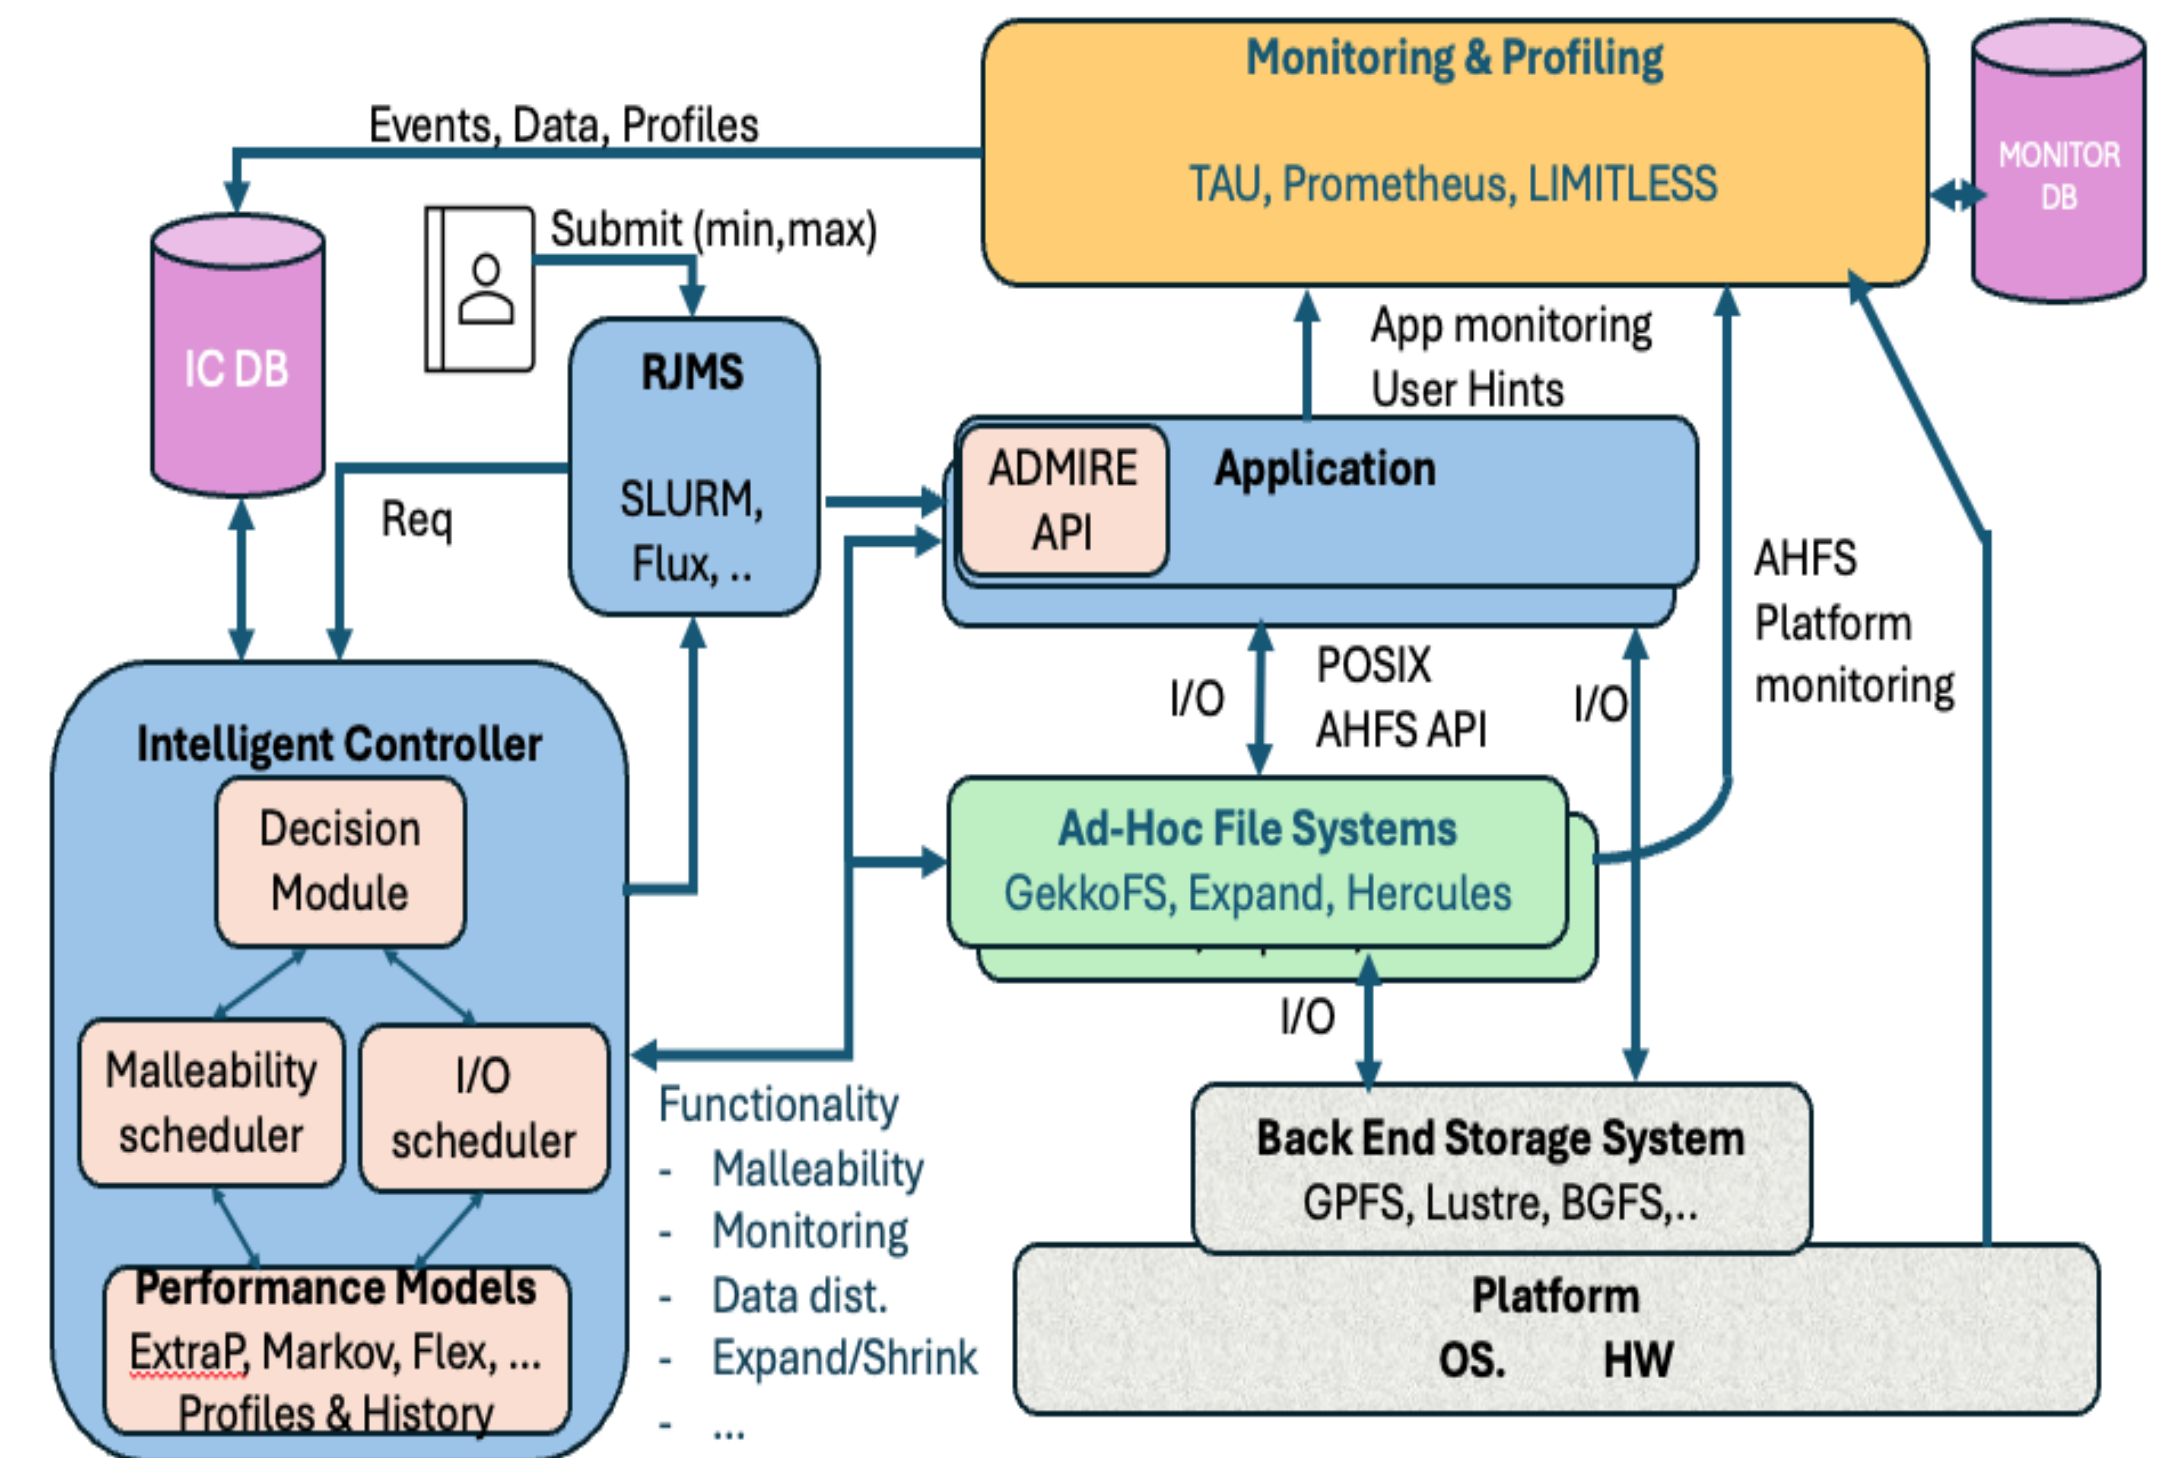 Monitoring & Profiling
TAU, Prometheus, LIMITLESS
MONITOR
DB
Events, Data, Profiles
Submit (min,max)
IC DB
RJMS
SLURM,
Flux, ..
Req
App monitoring
User Hints
ADMIRE
API
Application
AHFS
Platform
monitoring
I/O
POSIX
AHFS API
I/O
Intelligent Controller
Decision
Module
Malleability
scheduler
I/O
scheduler
Performance Models
ExtraP, Markov, Flex, ...
Profiles & History
Ad-Hoc File Systems
GekkoFS, Expand, Hercules
I/O
Functionality
- Malleability
- Monitoring
- Data dist.
- Expand/Shrink
- ...
Back End Storage System
GPFS, Lustre, BGFS,..
Platform
OS. HW